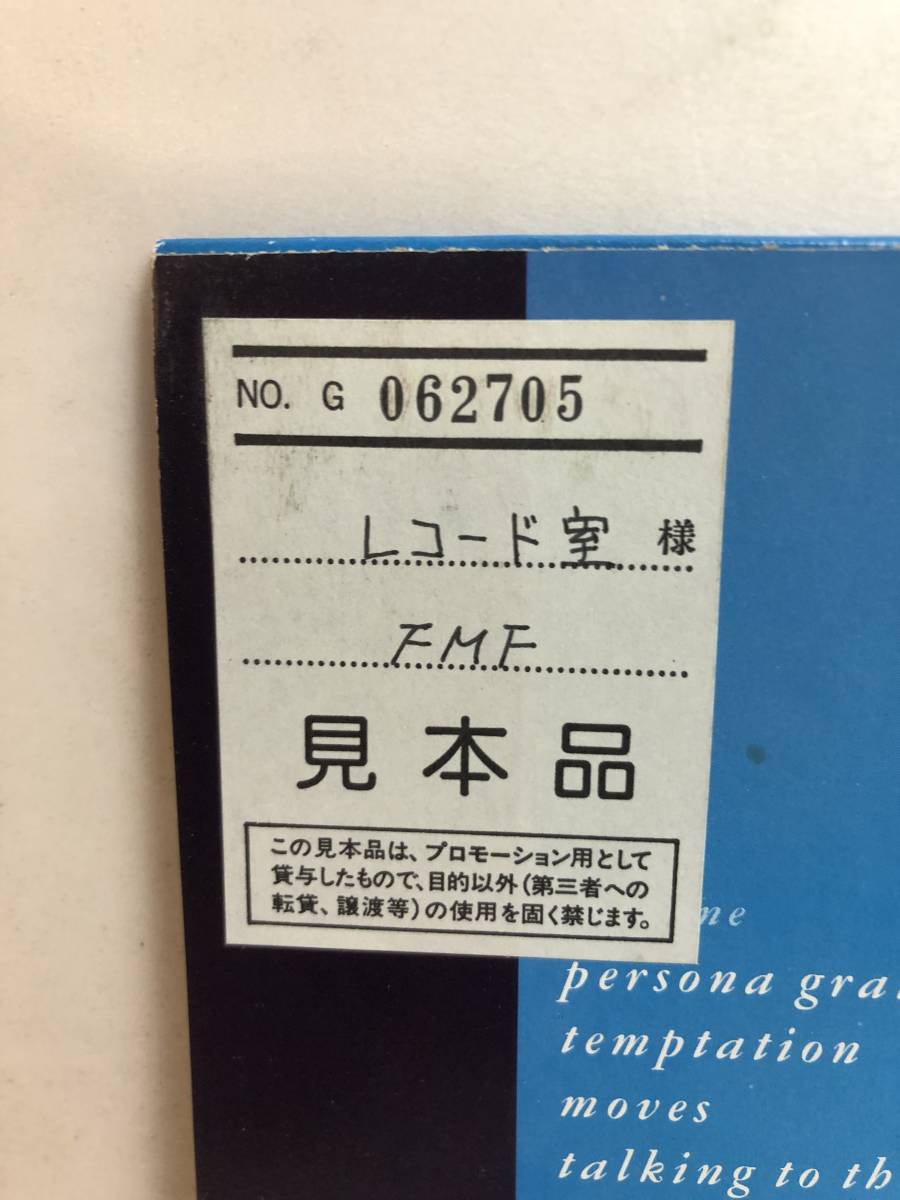 NO. G 062705
レコード室 様
FMF
見本品
この見本品は、プロモーション用として
貸与したもので、目的以外(第三者への
転貸、譲渡等)の使用を固く禁じます。
persona
temptation
moves
talking to